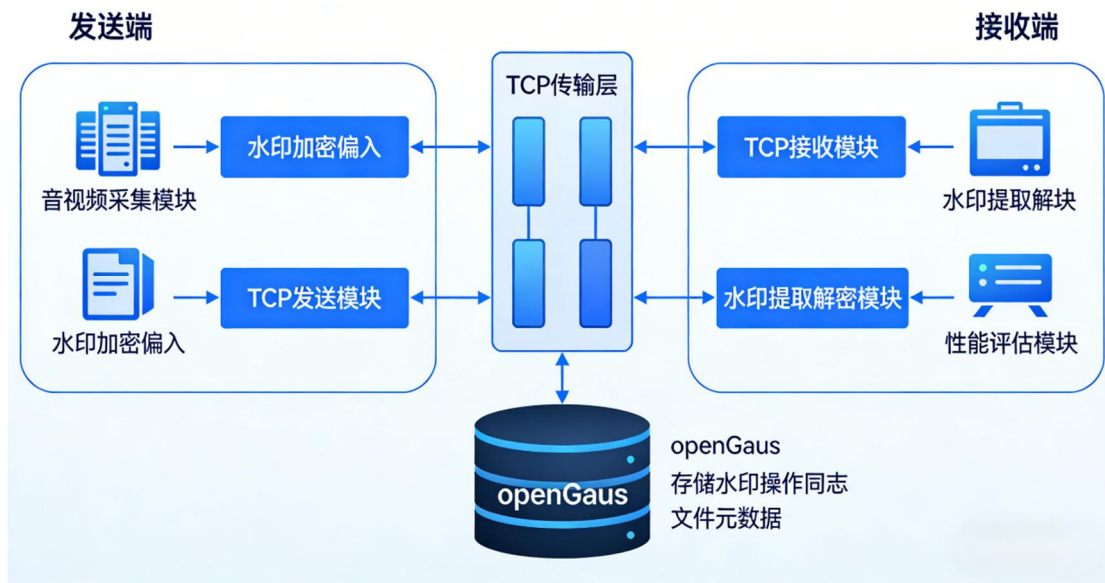 发送端
接收端
音视频采集模块
水印加密偏入
水印加密偏入
TCP发送模块
TCP传输层
TCP接收模块
水印提取解块
水印提取解密模块
性能评估模块
openGaus
openGaus
存储水印操作同志
文件元数据